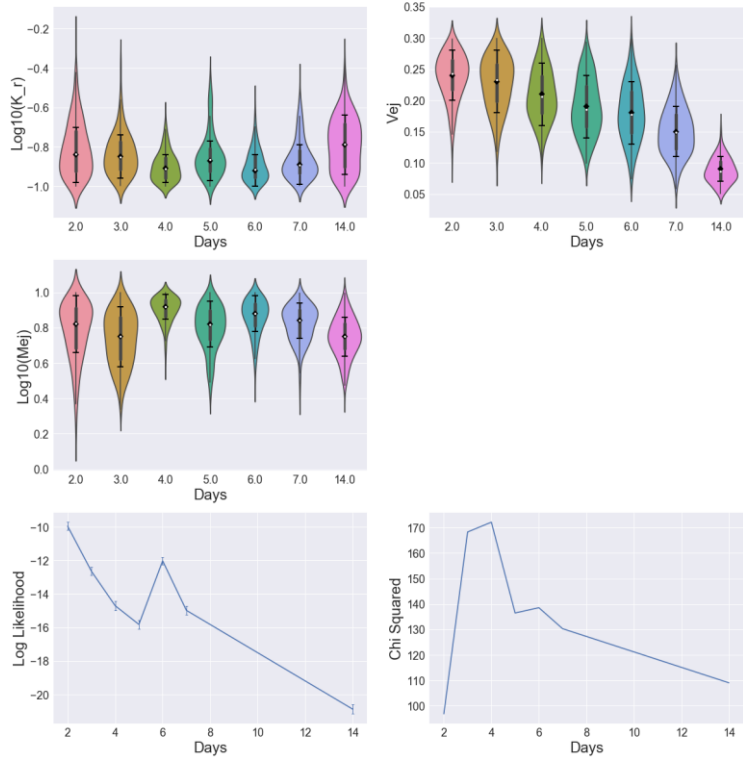 Log10(K_r)
−0.2
−0.4
−0.6
−0.8
−1.0
2.0 3.0 4.0 5.0 6.0 7.0 14.0
Days
Vej
0.35
0.30
0.25
0.20
0.15
0.10
0.05
2.0 3.0 4.0 5.0 6.0 7.0 14.0
Days
Log10(Mej)
1.0
0.8
0.6
0.4
0.2
0.0
2.0 3.0 4.0 5.0 6.0 7.0 14.0
Days
Log Likelihood
−10
−12
−14
−16
−18
−20
2 4 6 8 10 12 14
Days
Chi Squared
170
160
150
140
130
120
110
100
2 4 6 8 10 12 14
Days